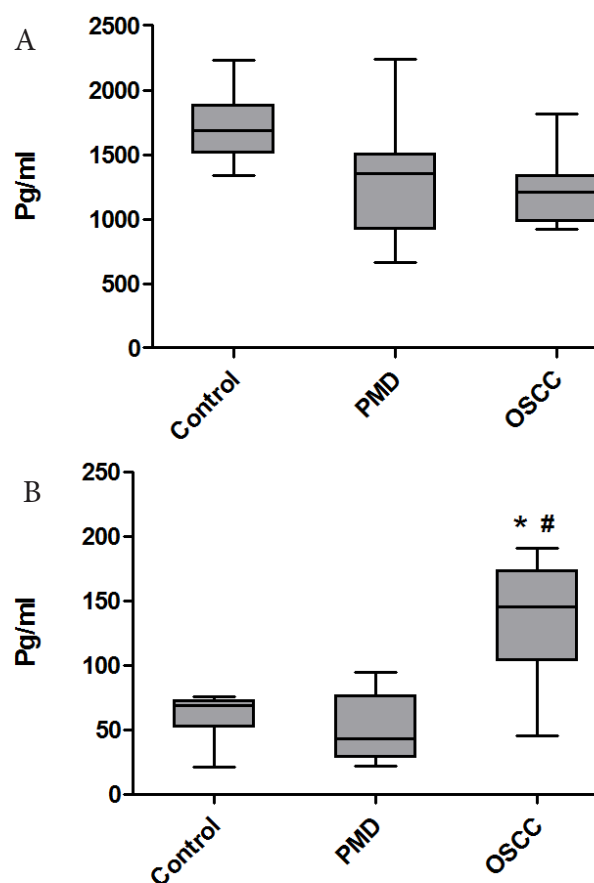 A
2500
2000
1500
1000
500
0
Pg/ml
Control
PMD
OSCC
B
250
200
150
100
50
0
Pg/ml
* #
Control
PMD
OSCC